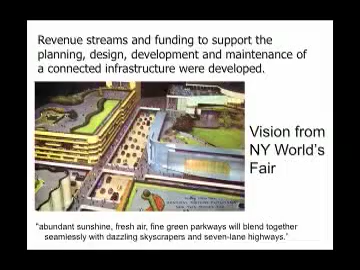 Revenue streams and funding to support the
planning, design, development and maintenance of
a connected infrastructure were developed.
Vision from
NY World's
Fair
"abundant sunshine, fresh air, fine green parkways will blend together
seamlessly with dazzling skyscrapers and seven-lane highways."